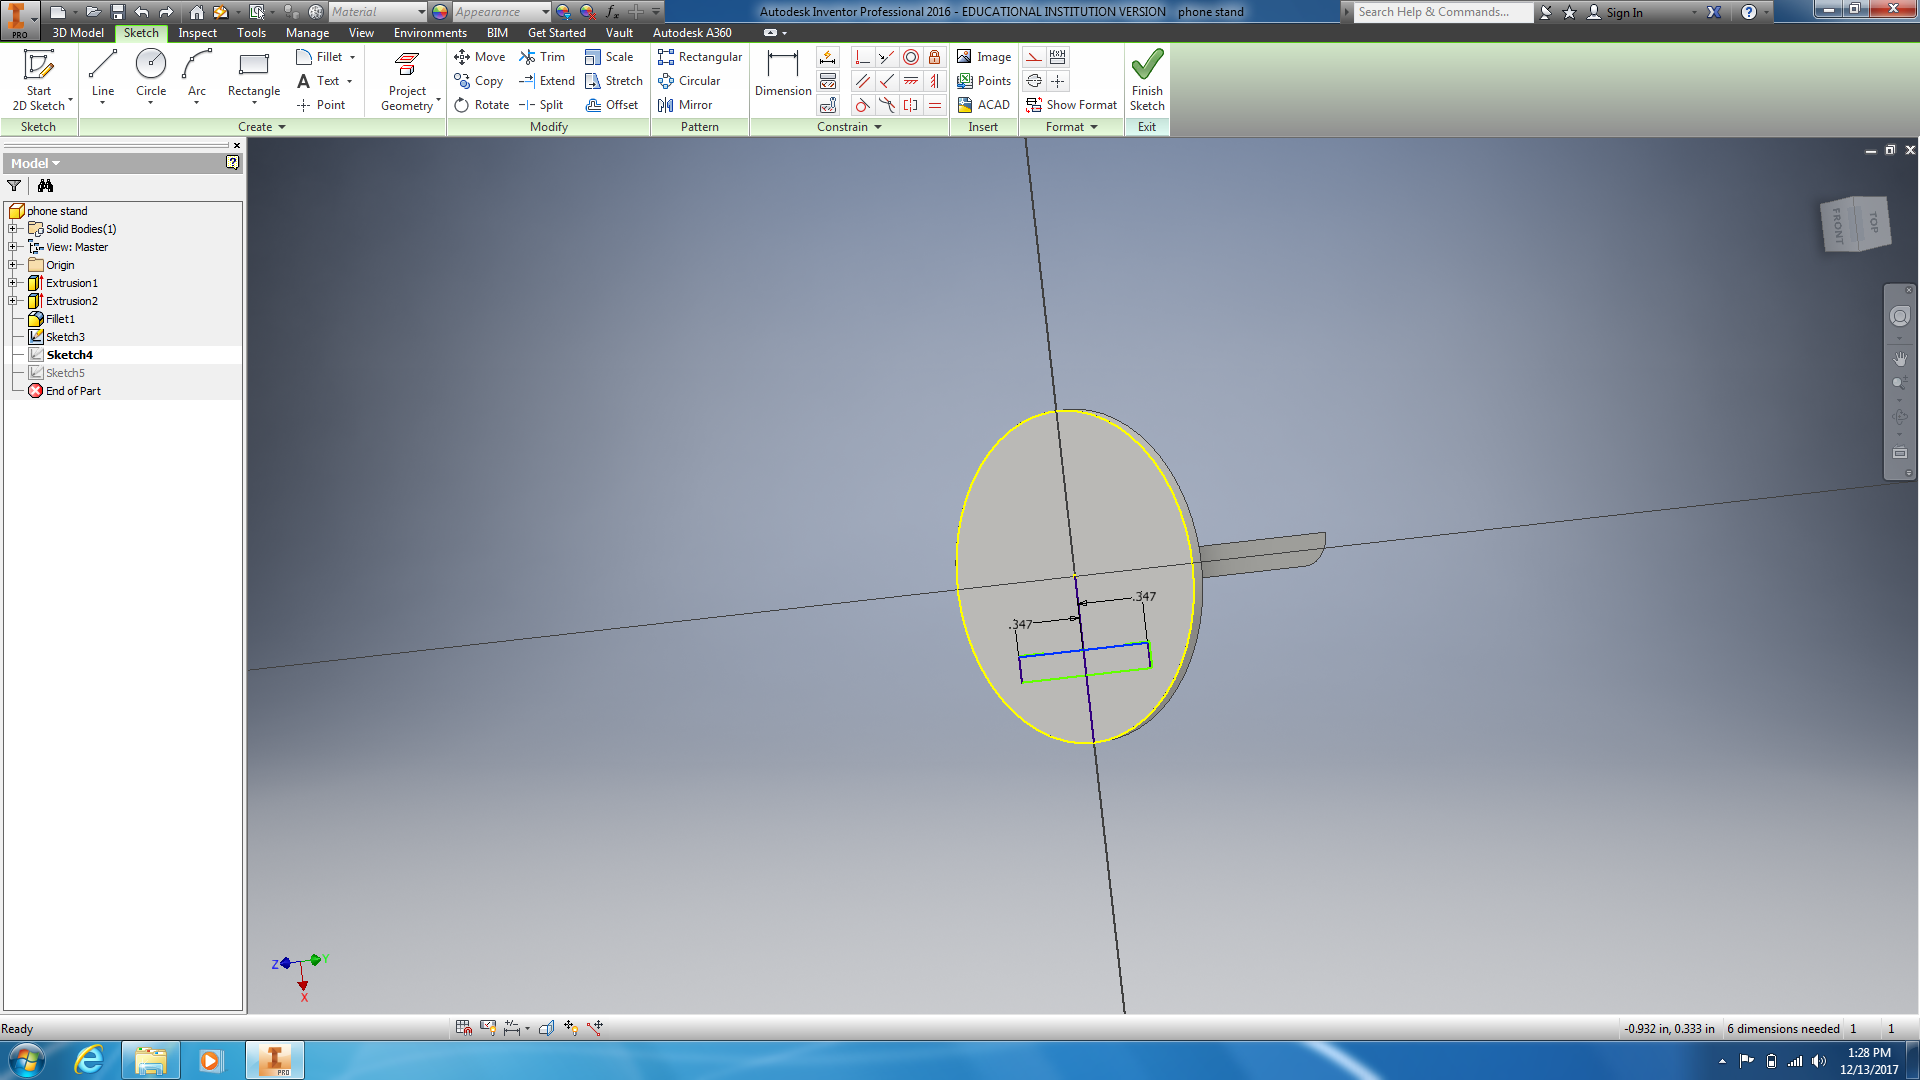 Material
Appearance
Autodesk Inventor Professional 2016 - EDUCATIONAL INSTITUTION VERSION phone stand
Search Help & Commands...
Sign In
PRO
3D Model Sketch Inspect Tools Manage View Environments BIM Get Started Vault Autodesk A360
Start
2D Sketch
Line
Circle
Arc
Rectangle
Fillet
Text
Point
Project
Geometry
Move
Copy
Rotate
Trim
Extend
Split
Scale
Stretch
Offset
Rectangular
Circular
Mirror
Dimension
Image
Points
ACAD
Show Format
Finish
Sketch
Sketch Create Modify Pattern Constrain Insert Format Exit
Model
phone stand
Solid Bodies(1)
View: Master
Origin
Extrusion1
Extrusion2
Fillet1
Sketch3
Sketch4
Sketch5
End of Part
FRONT
TOP
.347
.347
Z
Y
X
Ready
-0.932 in, 0.333 in 6 dimensions needed 1 1
PRO
1:28 PM
12/13/2017